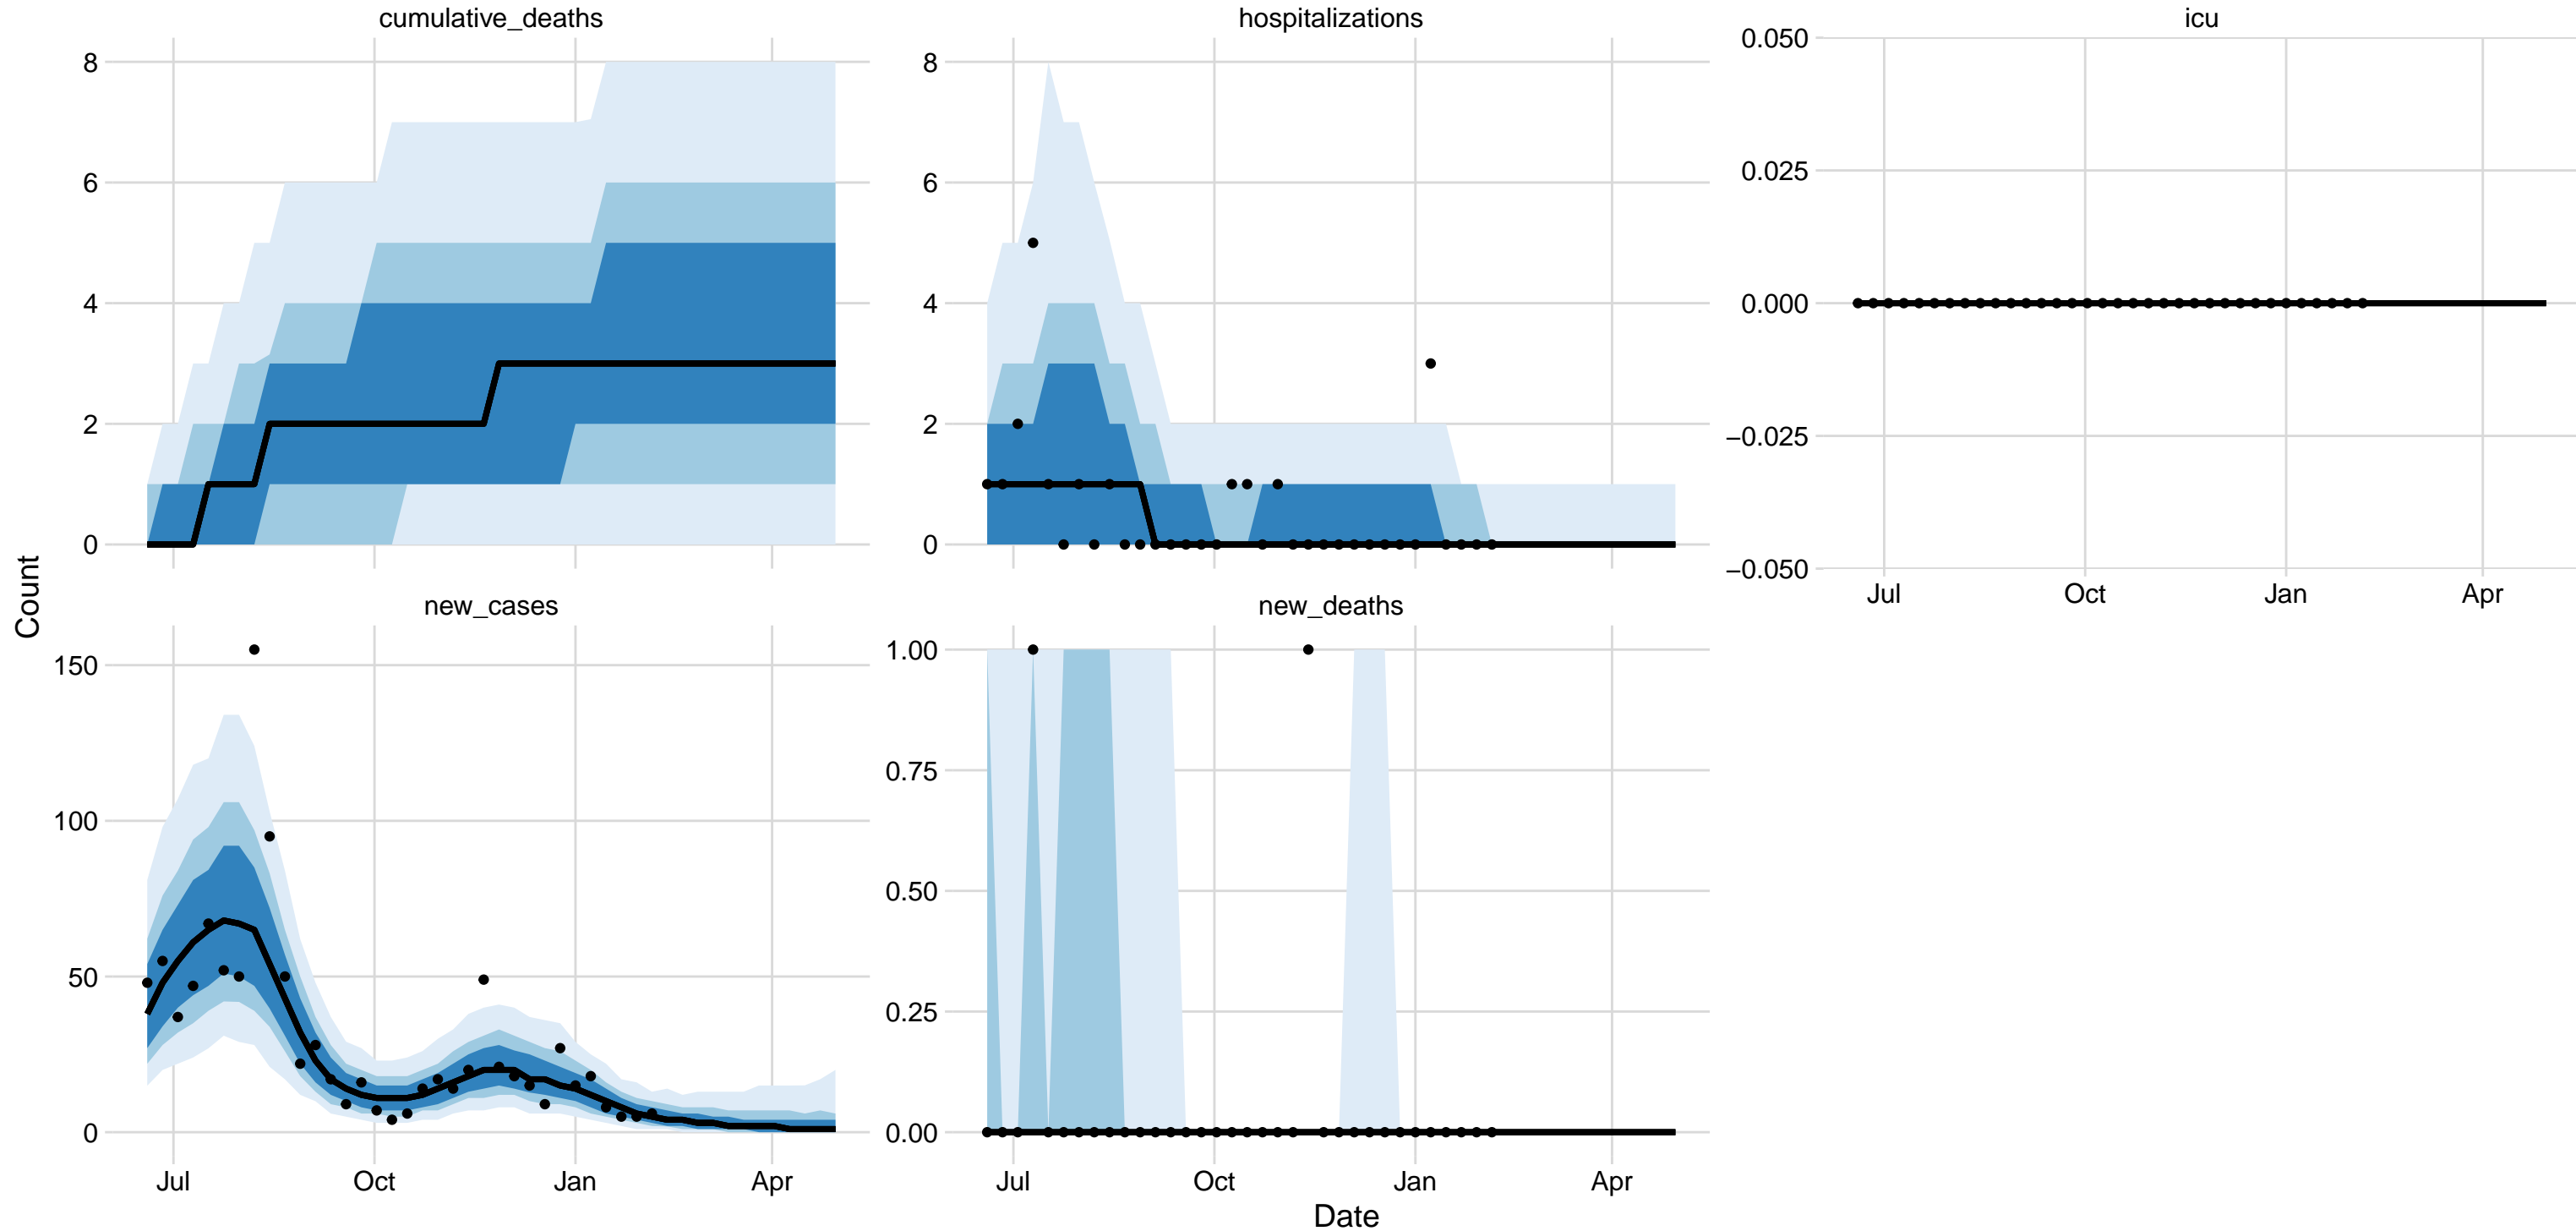 cumulative_deaths
8
6
4
2
0
hospitalizations
8
6
4
2
0
icu
0.050
0.025
0.000
−0.025
−0.050
Jul Oct Jan Apr
Count
new_cases
150
100
50
0
Jul Oct Jan Apr
new_deaths
1.00
0.75
0.50
0.25
0.00
Jul Oct Jan Apr
Date